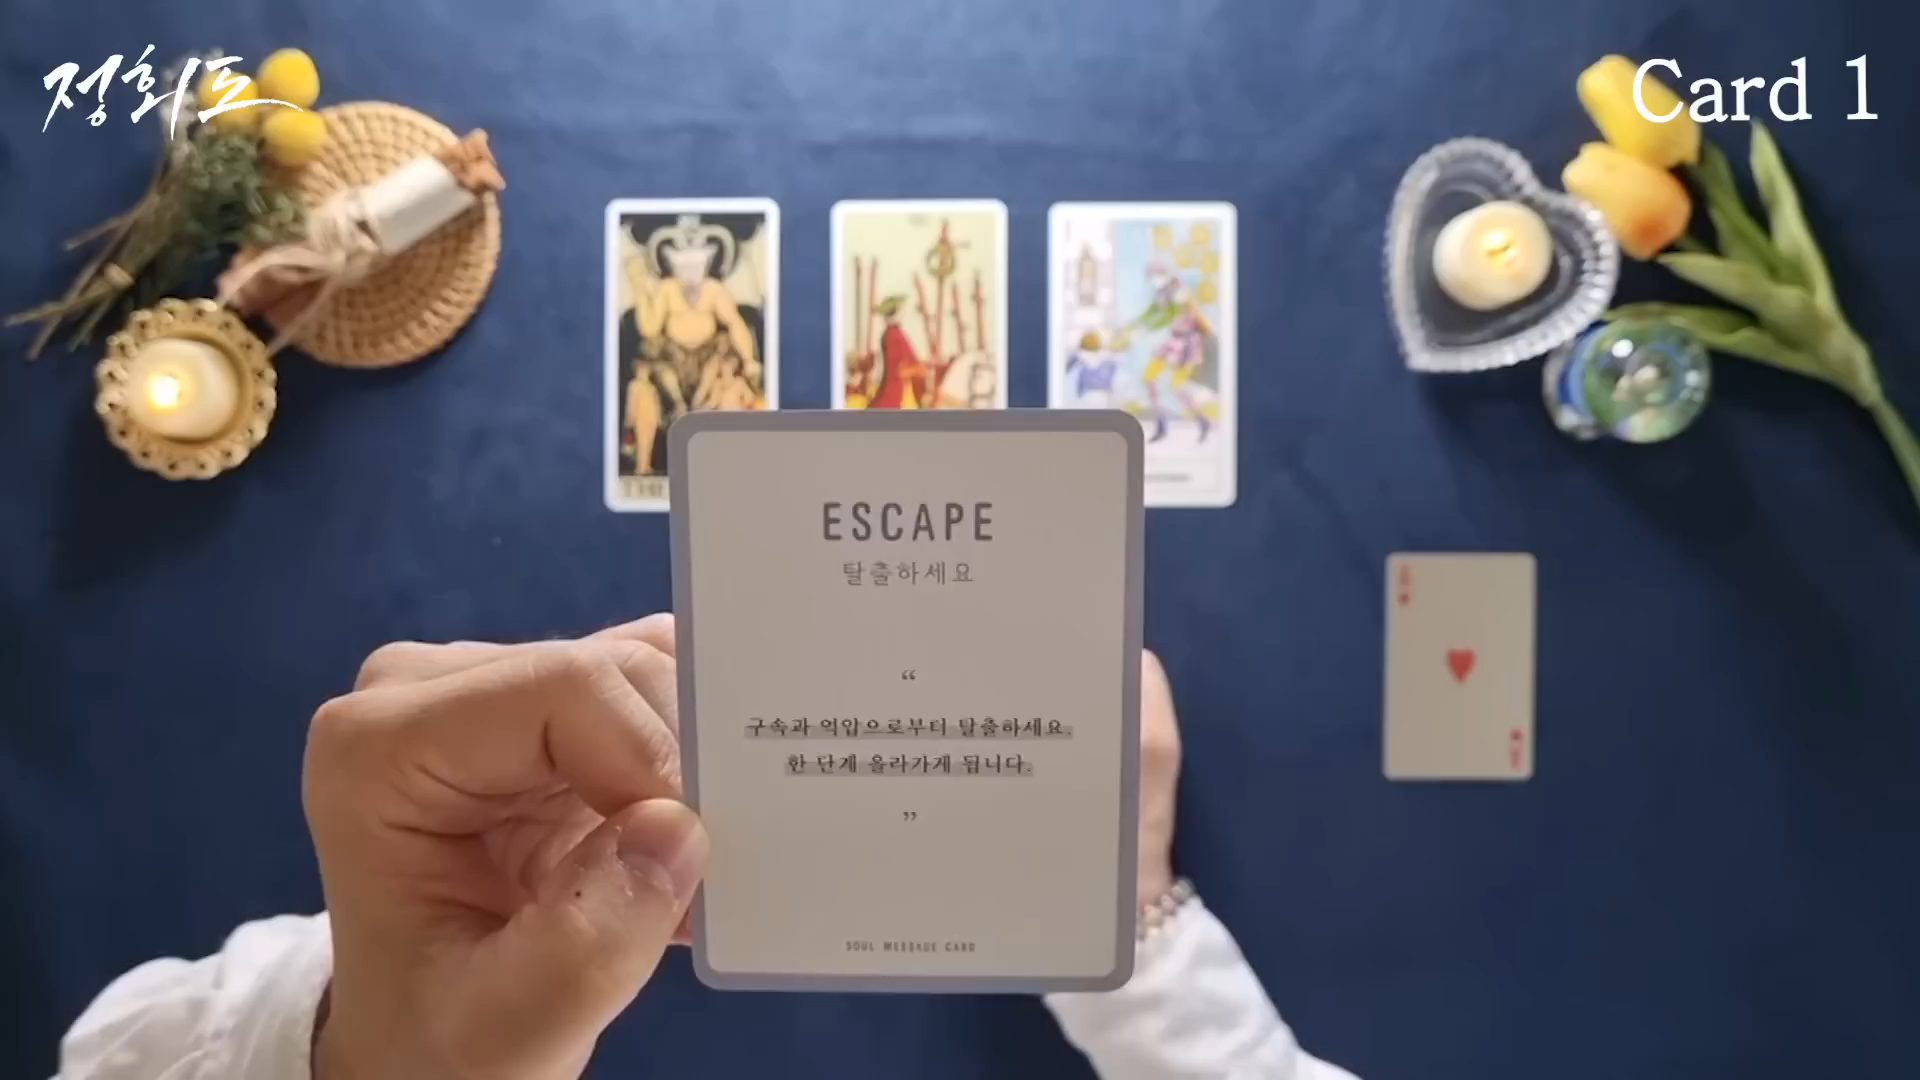 정회도
Card 1
ESCAPE
탈출하세요
“
구속과 억압으로부터 탈출하세요.
한 단계 올라가게 됩니다.
”
SOUL MESSAGE CARD